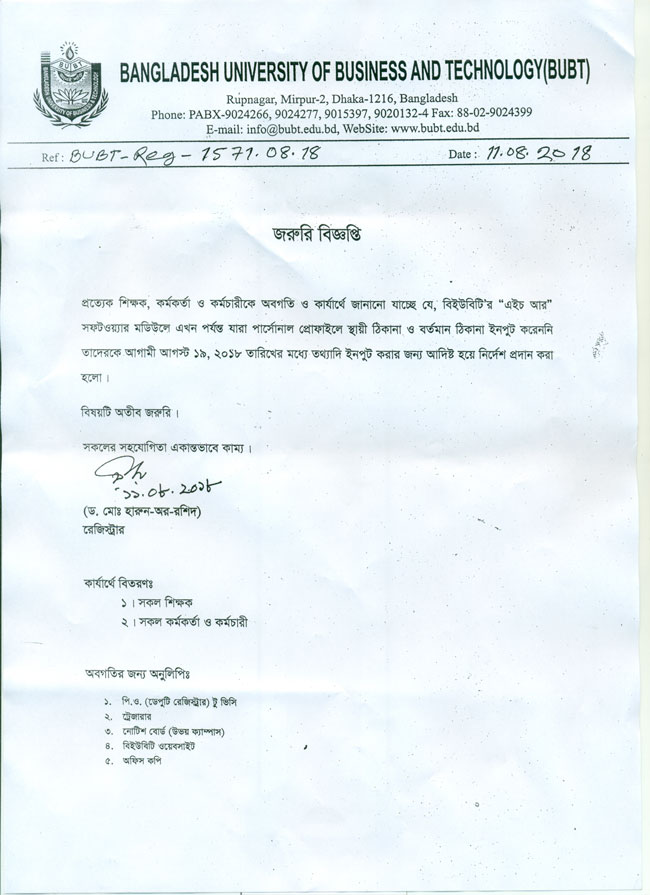 BUBT
BANGLADESH UNIVERSITY OF BUSINESS AND TECHNOLOGY(BUBT)
Rupnagar, Mirpur-2, Dhaka-1216, Bangladesh
Phone: PABX-9024266, 9024277, 9015397, 9020132-4 Fax: 88-02-9024399
E-mail: info@bubt.edu.bd, WebSite: www.bubt.edu.bd
Ref : BUBT-Reg-1571.08.18 Date : 11.08.2018
জরুরি বিজ্ঞপ্তি
প্রত্যেক শিক্ষক, কর্মকর্তা ও কর্মচারীকে অবগতি ও কার্যার্থে জানানো যাচ্ছে যে, বিইউবিটি’র “এইচ আর”
সফটওয়্যার মডিউলে এখন পর্যন্ত যারা পার্সোনাল প্রোফাইলে স্থায়ী ঠিকানা ও বর্তমান ঠিকানা ইনপুট করেননি
তাদেরকে আগামী আগস্ট ১৯, ২০১৮ তারিখের মধ্যে তথ্যাদি ইনপুট করার জন্য আদিষ্ট হয়ে নির্দেশ প্রদান করা
হলো।
বিষয়টি অতীব জরুরি।
সকলের সহযোগিতা একান্তভাবে কাম্য।
১১.০৮.২০১৮
(ড. মোঃ হারুন-অর-রশিদ)
রেজিস্ট্রার
কার্যার্থে বিতরণঃ
১। সকল শিক্ষক
২। সকল কর্মকর্তা ও কর্মচারী
অবগতির জন্য অনুলিপিঃ
১. পি.ও. (ডেপুটি রেজিস্ট্রার) টু ভিসি
২. ট্রেজারার
৩. নোটিশ বোর্ড (উভয় ক্যাম্পাস)
৪. বিইউবিটি ওয়েবসাইট
৫. অফিস কপি